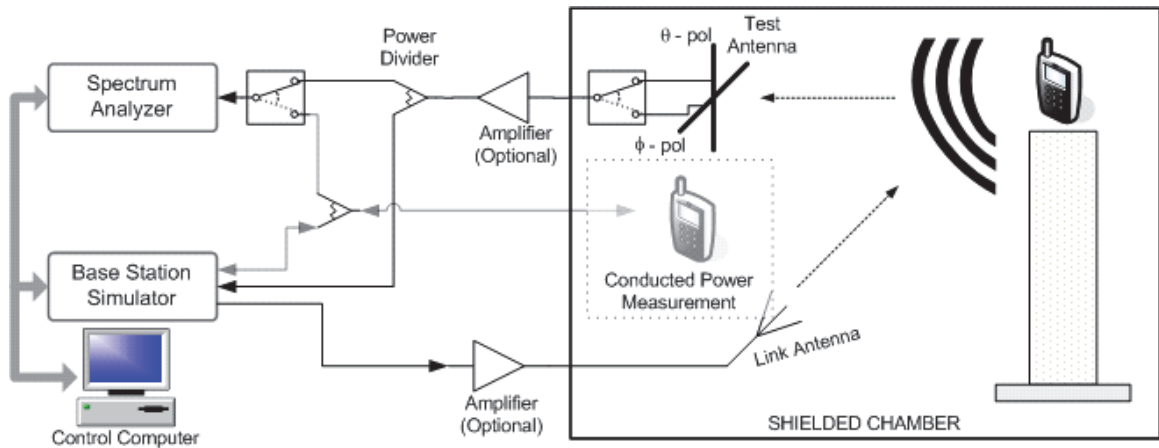 Spectrum
Analyzer
Power
Divider
Amplifier
(Optional)
θ - pol
Test
Antenna
ϕ - pol
Conducted Power
Measurement
Base Station
Simulator
Link Antenna
Amplifier
(Optional)
Control Computer
SHIELDED CHAMBER